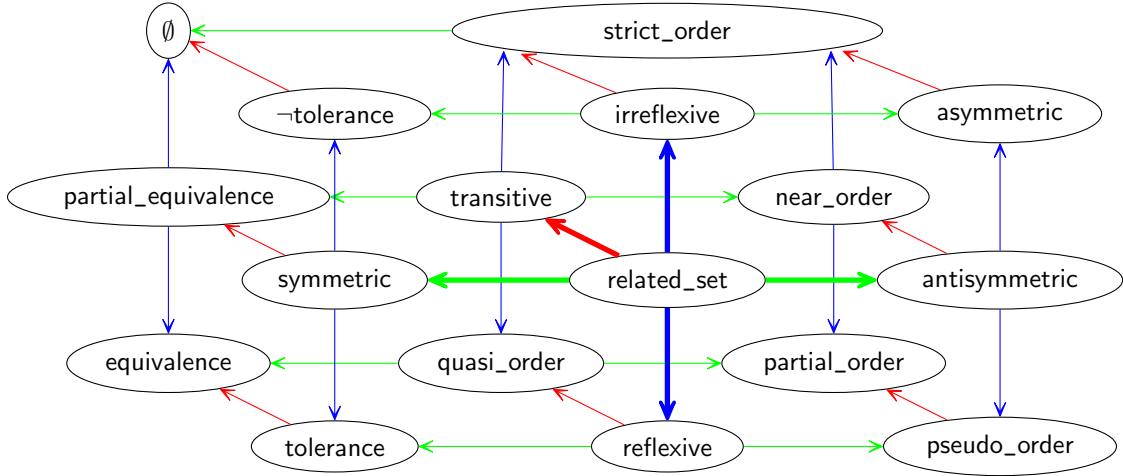 ∅
strict_order
¬tolerance
irreflexive
asymmetric
partial_equivalence
transitive
near_order
symmetric
related_set
antisymmetric
equivalence
quasi_order
partial_order
tolerance
reflexive
pseudo_order